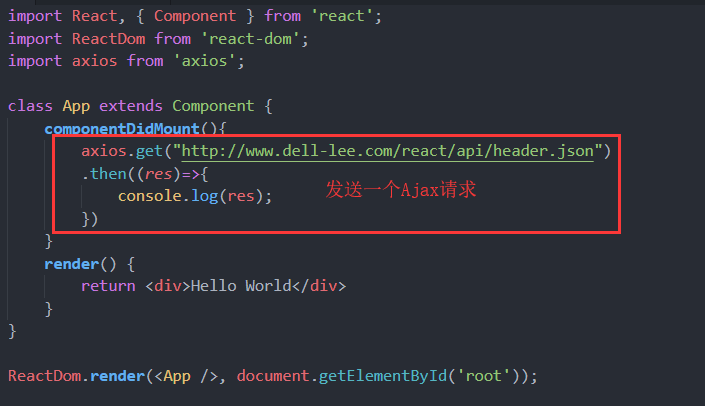 import React, { Component } from 'react';
import ReactDom from 'react-dom';
import axios from 'axios';
class App extends Component {
componentDidMount(){
axios.get("http://www.dell-lee.com/react/api/header.json")
.then((res)=>{
console.log(res);
发送一个Ajax请求
})
}
render() {
return <div>Hello World</div>
}
}
ReactDom.render(<App />, document.getElementById('root'));